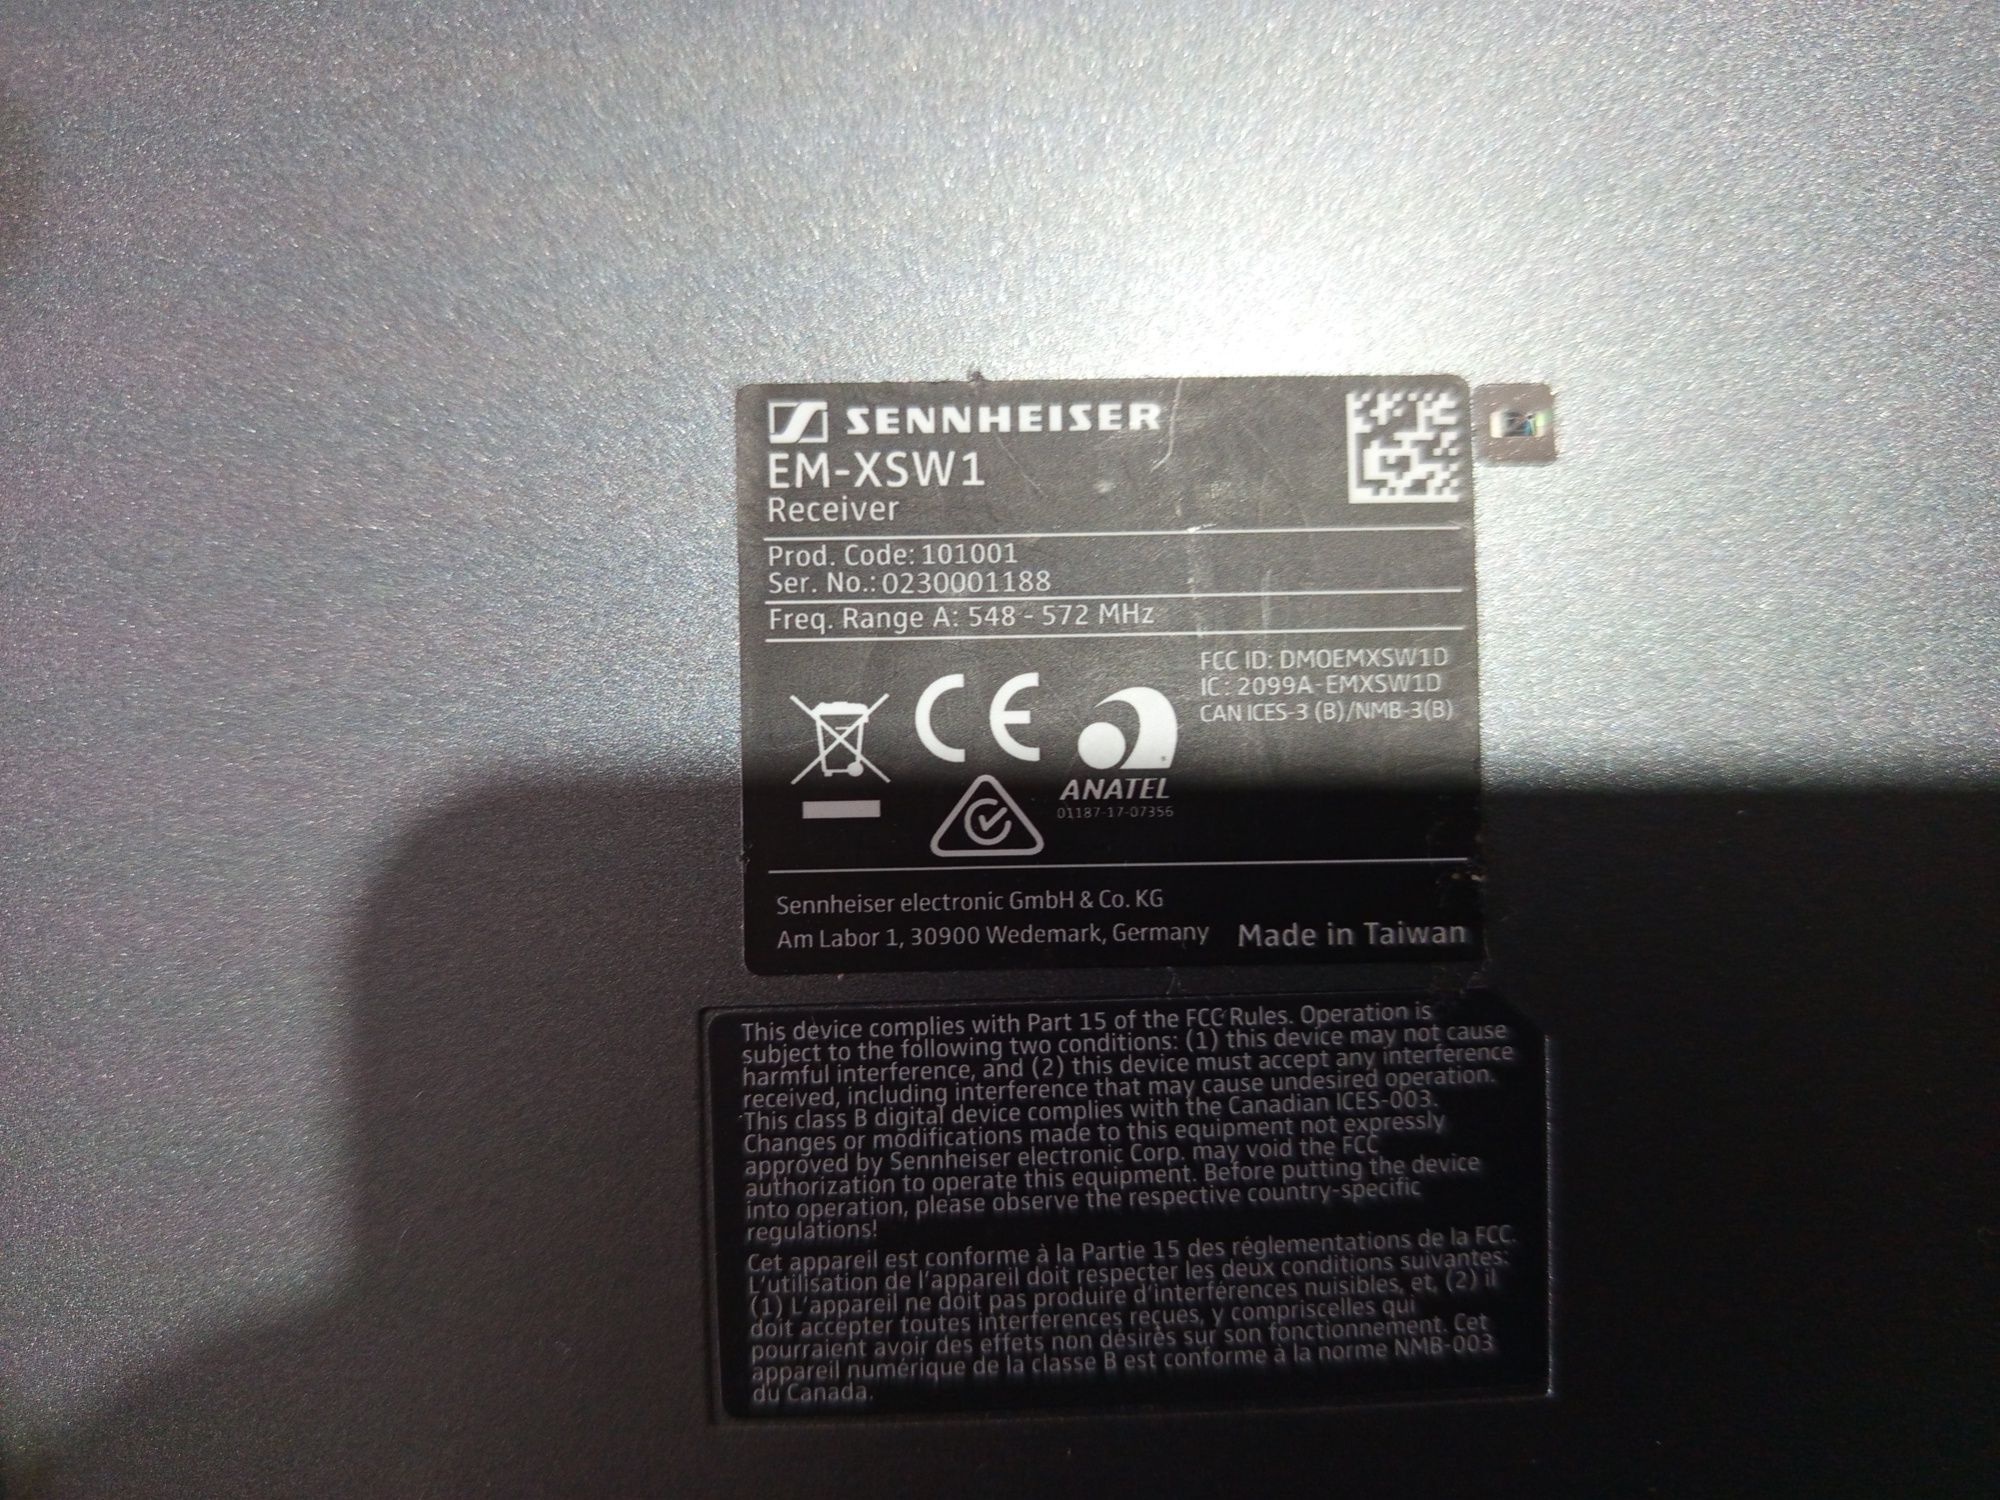 SENNHEISER
EM-XSW1
Receiver
Prod. Code: 101001
Ser. No.: 0230001188
Freq. Range A: 548 - 572 MHz
FCC ID: DMOEMXSW1D
IC: 2099A-EMXSW1D
CAN ICES-3 (B)/NMB-3(B)
CE
ANATEL
01187-17-07356
Sennheiser electronic GmbH & Co. KG
Am Labor 1, 30900 Wedemark, Germany Made in Taiwan
This device complies with Part 15 of the FCC Rules. Operation is
subject to the following two conditions: (1) this device may not cause
harmful interference, and (2) this device must accept any interference
received, including interference that may cause undesired operation.
This class B digital device complies with the Canadian ICES-003.
Changes or modifications made to this equipment not expressly
approved by Sennheiser electronic Corp. may void the FCC
authorization to operate this equipment. Before putting the device
into operation, please observe the respective country-specific
regulations!
Cet appareil est conforme à la Partie 15 des réglementations de la FCC.
L'utilisation de l'appareil doit respecter les deux conditions suivantes:
(1) L'appareil ne doit pas produire d'interférences nuisibles, et, (2) il
doit accepter toutes interferences reçues, y compriscelles qui
pourraient avoir des effets non désirés sur son fonctionnement. Cet
appareil numérique de la classe B est conforme à la norme NMB-003
du Canada.